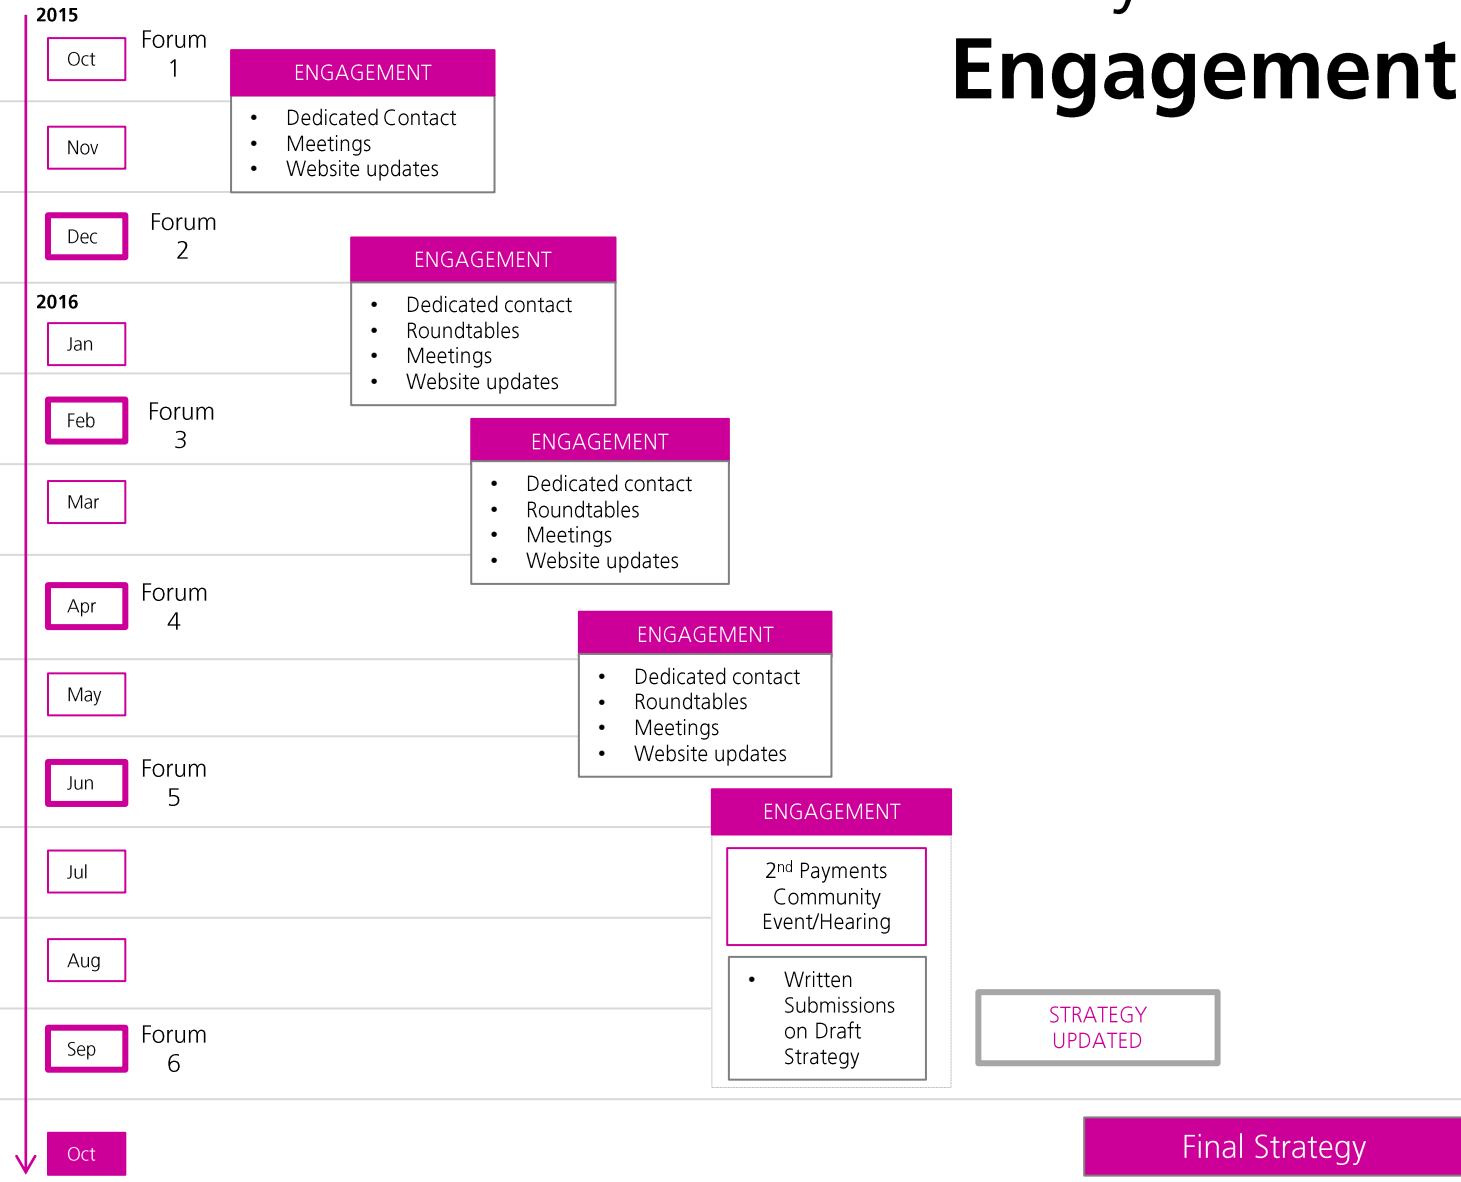 2015
Engagement
Oct
Forum
1
ENGAGEMENT
• Dedicated Contact
• Meetings
• Website updates
Nov
Dec
Forum
2
ENGAGEMENT
• Dedicated contact
• Roundtables
• Meetings
• Website updates
2016
Jan
Feb
Forum
3
ENGAGEMENT
• Dedicated contact
• Roundtables
• Meetings
• Website updates
Mar
Apr
Forum
4
ENGAGEMENT
• Dedicated contact
• Roundtables
• Meetings
• Website updates
May
Jun
Forum
5
ENGAGEMENT
2nd Payments
Community
Event/Hearing
Jul
Aug
• Written
Submissions
on Draft
Strategy
Sep
Forum
6
STRATEGY
UPDATED
Oct
Final Strategy